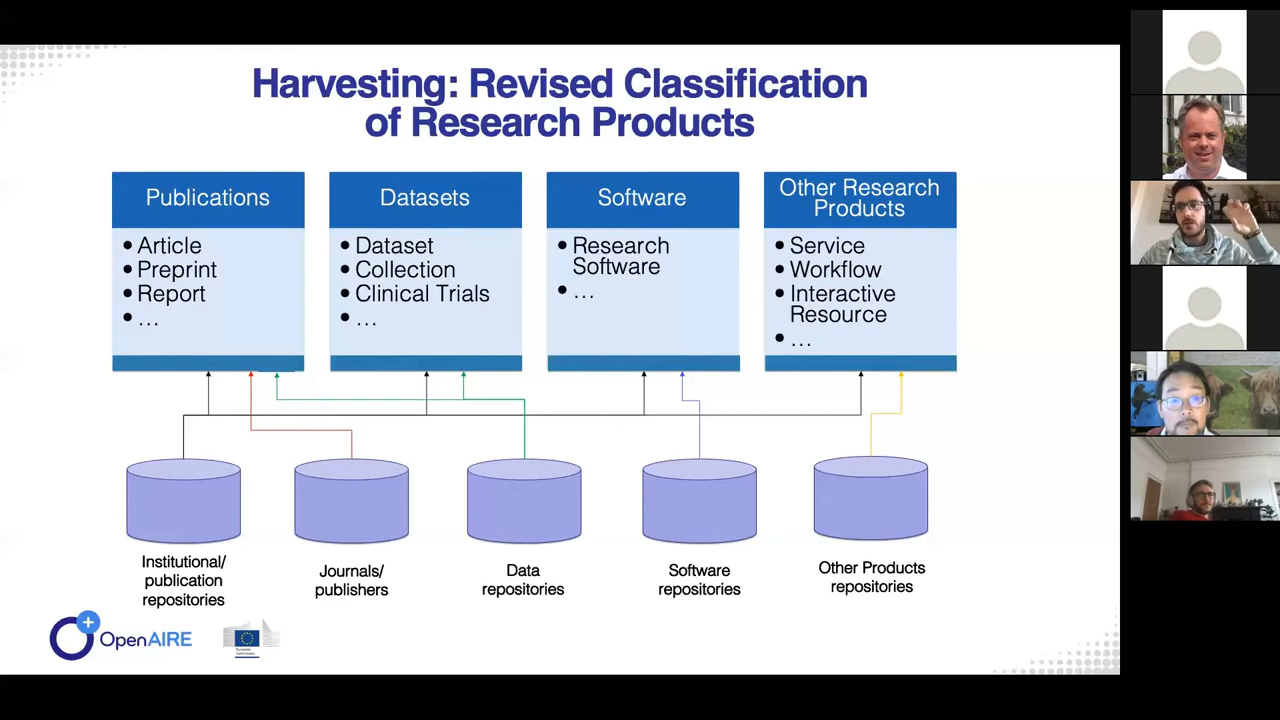 Harvesting: Revised Classification
of Research Products
Publications
• Article
• Preprint
• Report
• …
Datasets
• Dataset
• Collection
• Clinical Trials
• …
Software
• Research
Software
• …
Other Research
Products
• Service
• Workflow
• Interactive
Resource
• …
Institutional/
publication
repositories
Journals/
publishers
Data
repositories
Software
repositories
Other Products
repositories
OpenAIRE
European
Commission